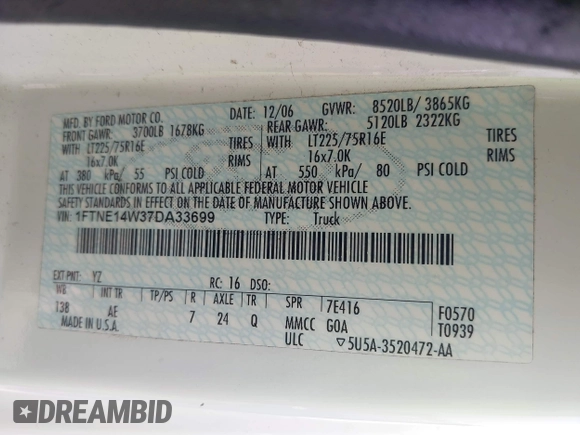 MFD. BY FORD MOTOR CO.
DATE: 12/06 GVWR: 8520LB/ 3865KG
FRONT GAWR: 3700LB 1678KG
REAR GAWR: 5120LB 2322KG
WITH LT225/75R16E TIRES
WITH LT225/75R16E TIRES
16x7.0K RIMS
16x7.0K RIMS
AT 380 kPa/ 55 PSI COLD
AT 550 kPa/ 80 PSI COLD
THIS VEHICLE CONFORMS TO ALL APPLICABLE FEDERAL MOTOR VEHICLE
SAFETY STANDARDS IN EFFECT ON THE DATE OF MANUFACTURE SHOWN ABOVE.
VIN: 1FTNE14W37DA33699 TYPE: Truck
EXT PNT: YZ RC: 16 DSO:
WB INT TR TP/PS R AXLE TR SPR 7E416 F0570
138 AE 7 24 Q MMCC GOA T0939
MADE IN U.S.A. ULC ▽5U5A-3520472-AA
DREAMBID